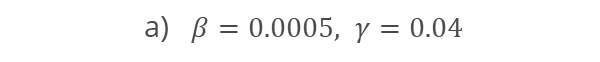 a) β = 0.0005, γ = 0.04